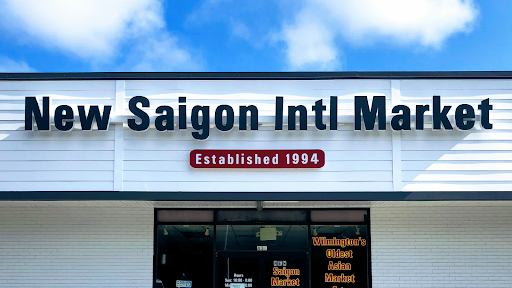 New Saigon Intl Market
Established 1994
Hours
Saigon
Market
Wilmington's
Oldest
Asian
Market